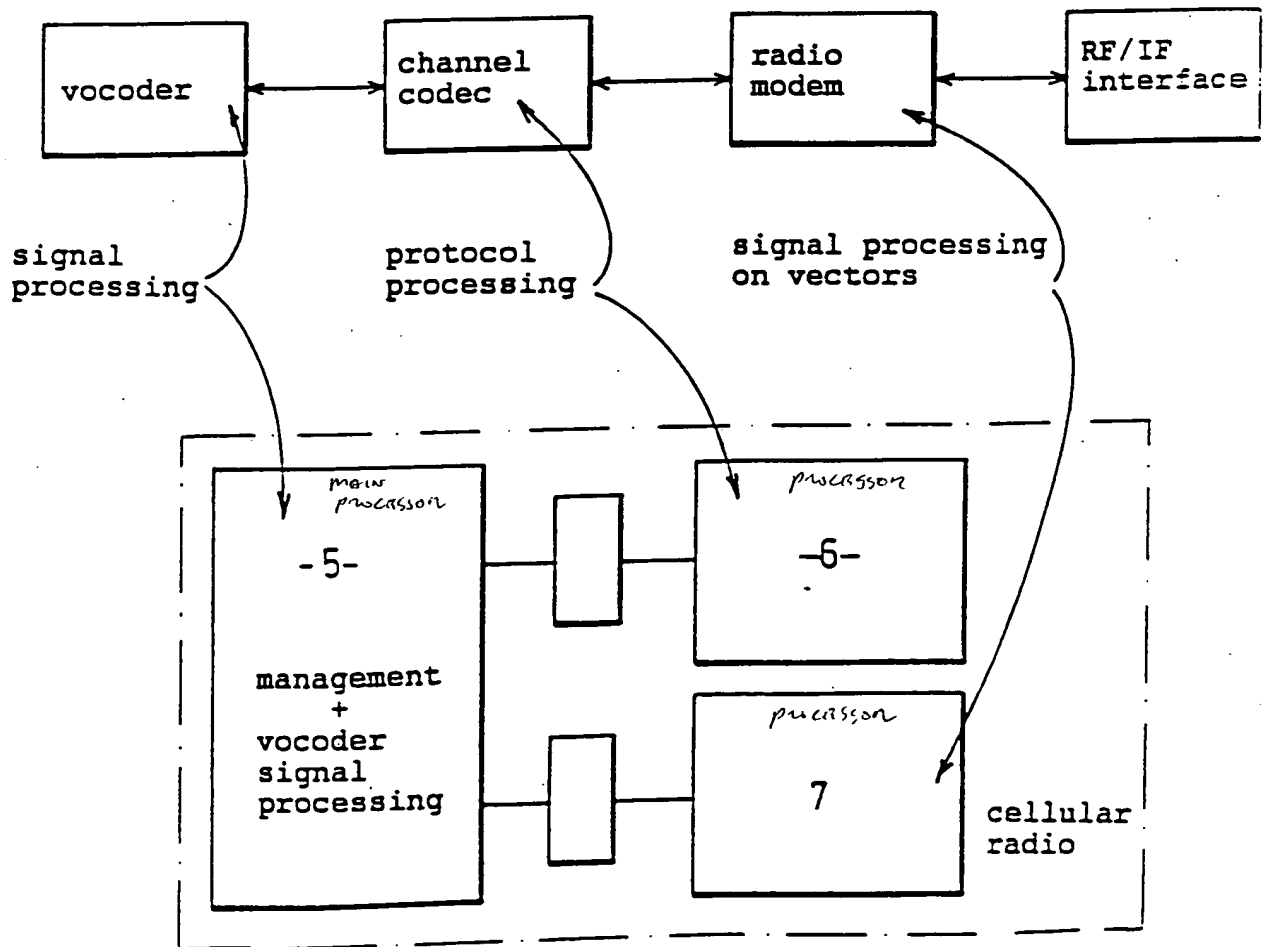 vocoder
channel
codec
radio
modem
RF/IF
interface
signal
processing
protocol
processing
signal processing
on vectors
MAIN
PROCESSOR
-5-
management
+
vocoder
signal
processing
PROCESSOR
-6-
PROCESSOR
7
cellular
radio